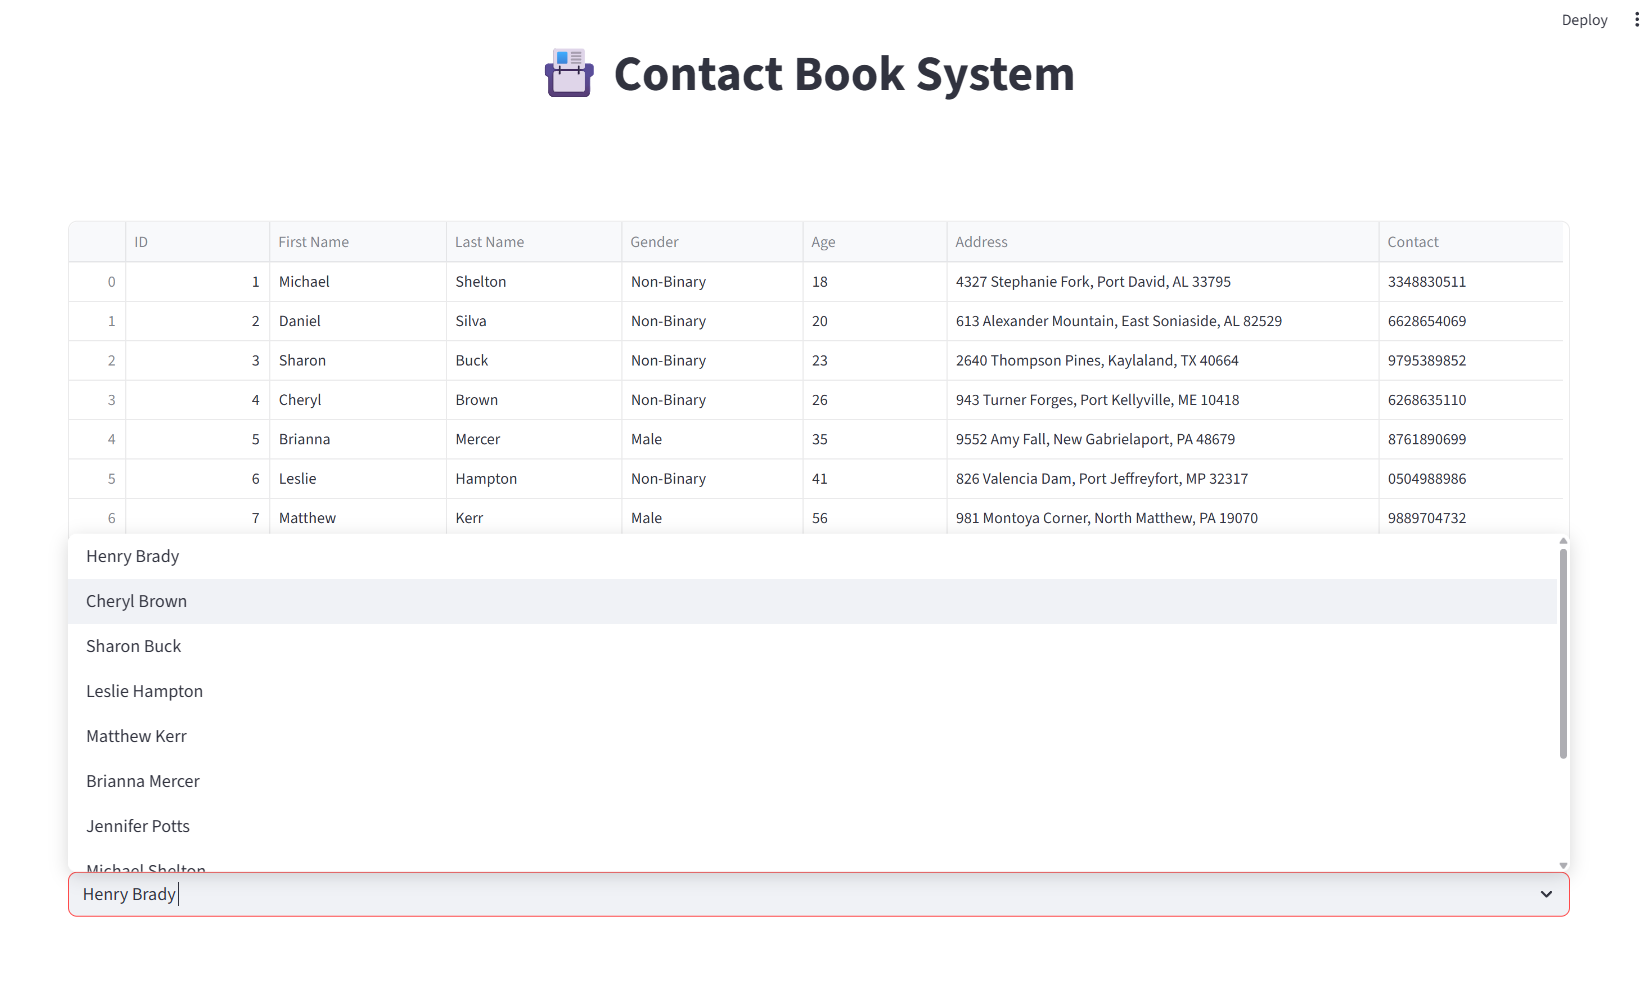 Deploy
Contact Book System
ID First Name Last Name Gender Age Address Contact
0 1 Michael Shelton Non-Binary 18 4327 Stephanie Fork, Port David, AL 33795 3348830511
1 2 Daniel Silva Non-Binary 20 613 Alexander Mountain, East Soniaside, AL 82529 6628654069
2 3 Sharon Buck Non-Binary 23 2640 Thompson Pines, Kaylaland, TX 40664 9795389852
3 4 Cheryl Brown Non-Binary 26 943 Turner Forges, Port Kellyville, ME 10418 6268635110
4 5 Brianna Mercer Male 35 9552 Amy Fall, New Gabrielaport, PA 48679 8761890699
5 6 Leslie Hampton Non-Binary 41 826 Valencia Dam, Port Jeffreyfort, MP 32317 0504988986
6 7 Matthew Kerr Male 56 981 Montoya Corner, North Matthew, PA 19070 9889704732
Henry Brady
Cheryl Brown
Sharon Buck
Leslie Hampton
Matthew Kerr
Brianna Mercer
Jennifer Potts
Michael Shelton
Henry Brady